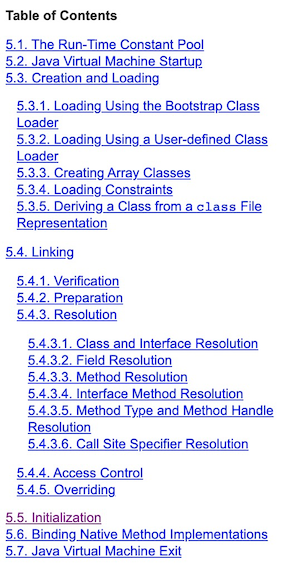 Table of Contents
5.1. The Run-Time Constant Pool
5.2. Java Virtual Machine Startup
5.3. Creation and Loading
5.3.1. Loading Using the Bootstrap Class
Loader
5.3.2. Loading Using a User-defined Class
Loader
5.3.3. Creating Array Classes
5.3.4. Loading Constraints
5.3.5. Deriving a Class from a class File
Representation
5.4. Linking
5.4.1. Verification
5.4.2. Preparation
5.4.3. Resolution
5.4.3.1. Class and Interface Resolution
5.4.3.2. Field Resolution
5.4.3.3. Method Resolution
5.4.3.4. Interface Method Resolution
5.4.3.5. Method Type and Method Handle
Resolution
5.4.3.6. Call Site Specifier Resolution
5.4.4. Access Control
5.4.5. Overriding
5.5. Initialization
5.6. Binding Native Method Implementations
5.7. Java Virtual Machine Exit